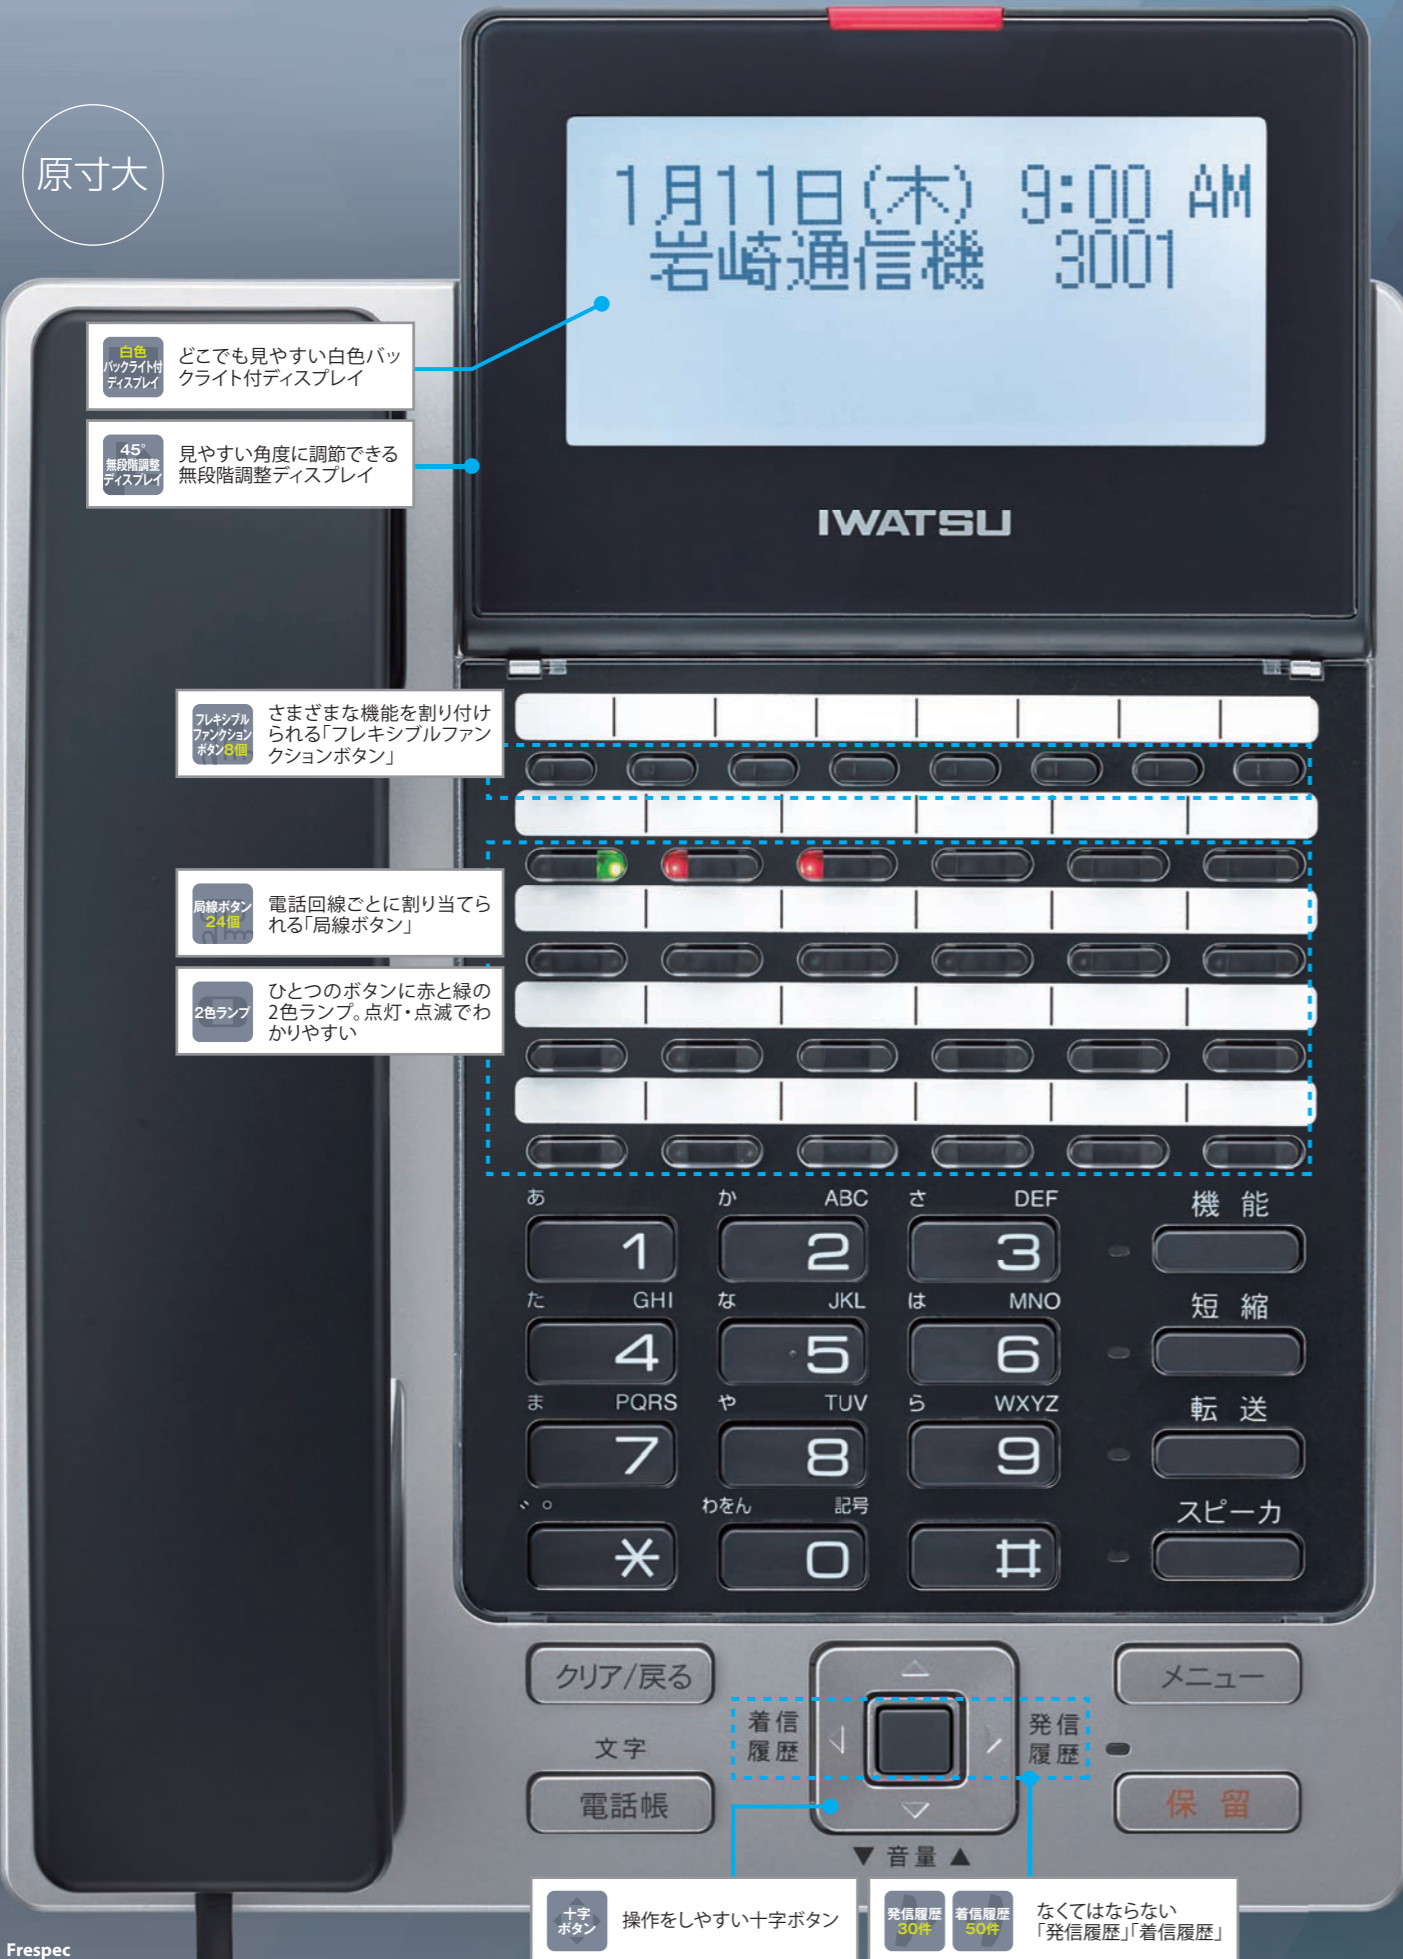 原寸大
1月11日(木) 9:00 AM
岩崎通信機 3001
白色
バックライト付
ディスプレイ
どこでも見やすい白色バッ
クライト付ディスプレイ
45°
無段階調整
ディスプレイ
見やすい角度に調節できる
無段階調整ディスプレイ
IWATSU
フレキシブル
ファンクション
ボタン8個
さまざまな機能を割り付け
られる「フレキシブルファン
クションボタン」
局線ボタン
24個
電話回線ごとに割り当てら
れる「局線ボタン」
2色ランプ
ひとつのボタンに赤と緑の
2色ランプ。点灯・点滅でわ
かりやすい
あ か ABC さ DEF 機 能
1 2 3
た GHI な JKL は MNO 短 縮
4 5 6
ま PQRS や TUV ら WXYZ 転 送
7 8 9
゛゜ わをん 記号 スピーカ
* 0 #
クリア/戻る メニュー
着信
履歴
発信
履歴
文字
電話帳 保 留
▼ 音量 ▲
十字
ボタン
操作をしやすい十字ボタン
発信履歴
30件
着信履歴
50件
なくてはならない
「発信履歴」「着信履歴」
Frespec